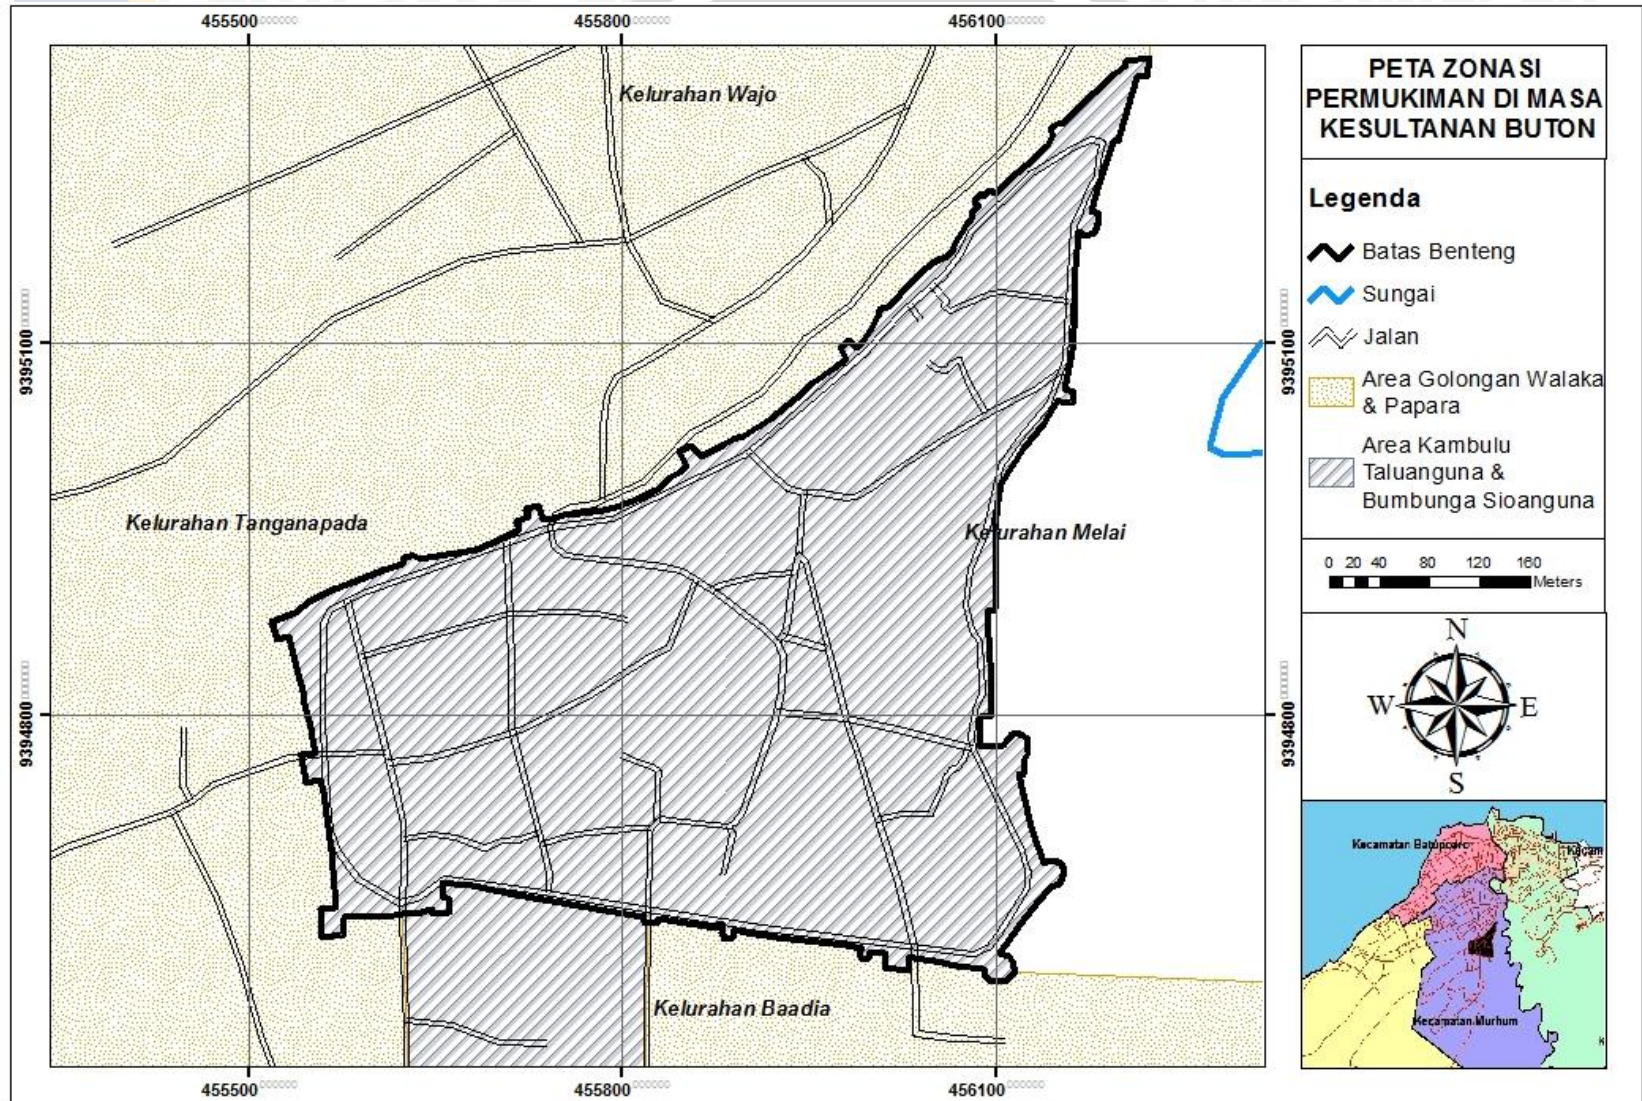 455500
455800
456100
PETA ZONASI
PERMUKIMAN DI MASA
KESULTANAN BUTON
Kelurahan Wajo
Legenda
Batas Benteng
Sungai
Jalan
Area Golongan Walaka
& Papara
Area Kambulu
Taluanguna &
Bumbunga Sioanguna
9395100
9395100
Kelurahan Tanganapada
Kelurahan Melai
0 20 40 80 120 160
Meters
N
W E
S
9394800
9394800
Kecamatan Batupoaro
Kecam
Kecamatan Murhum
K
Kelurahan Baadia
455500
455800
456100